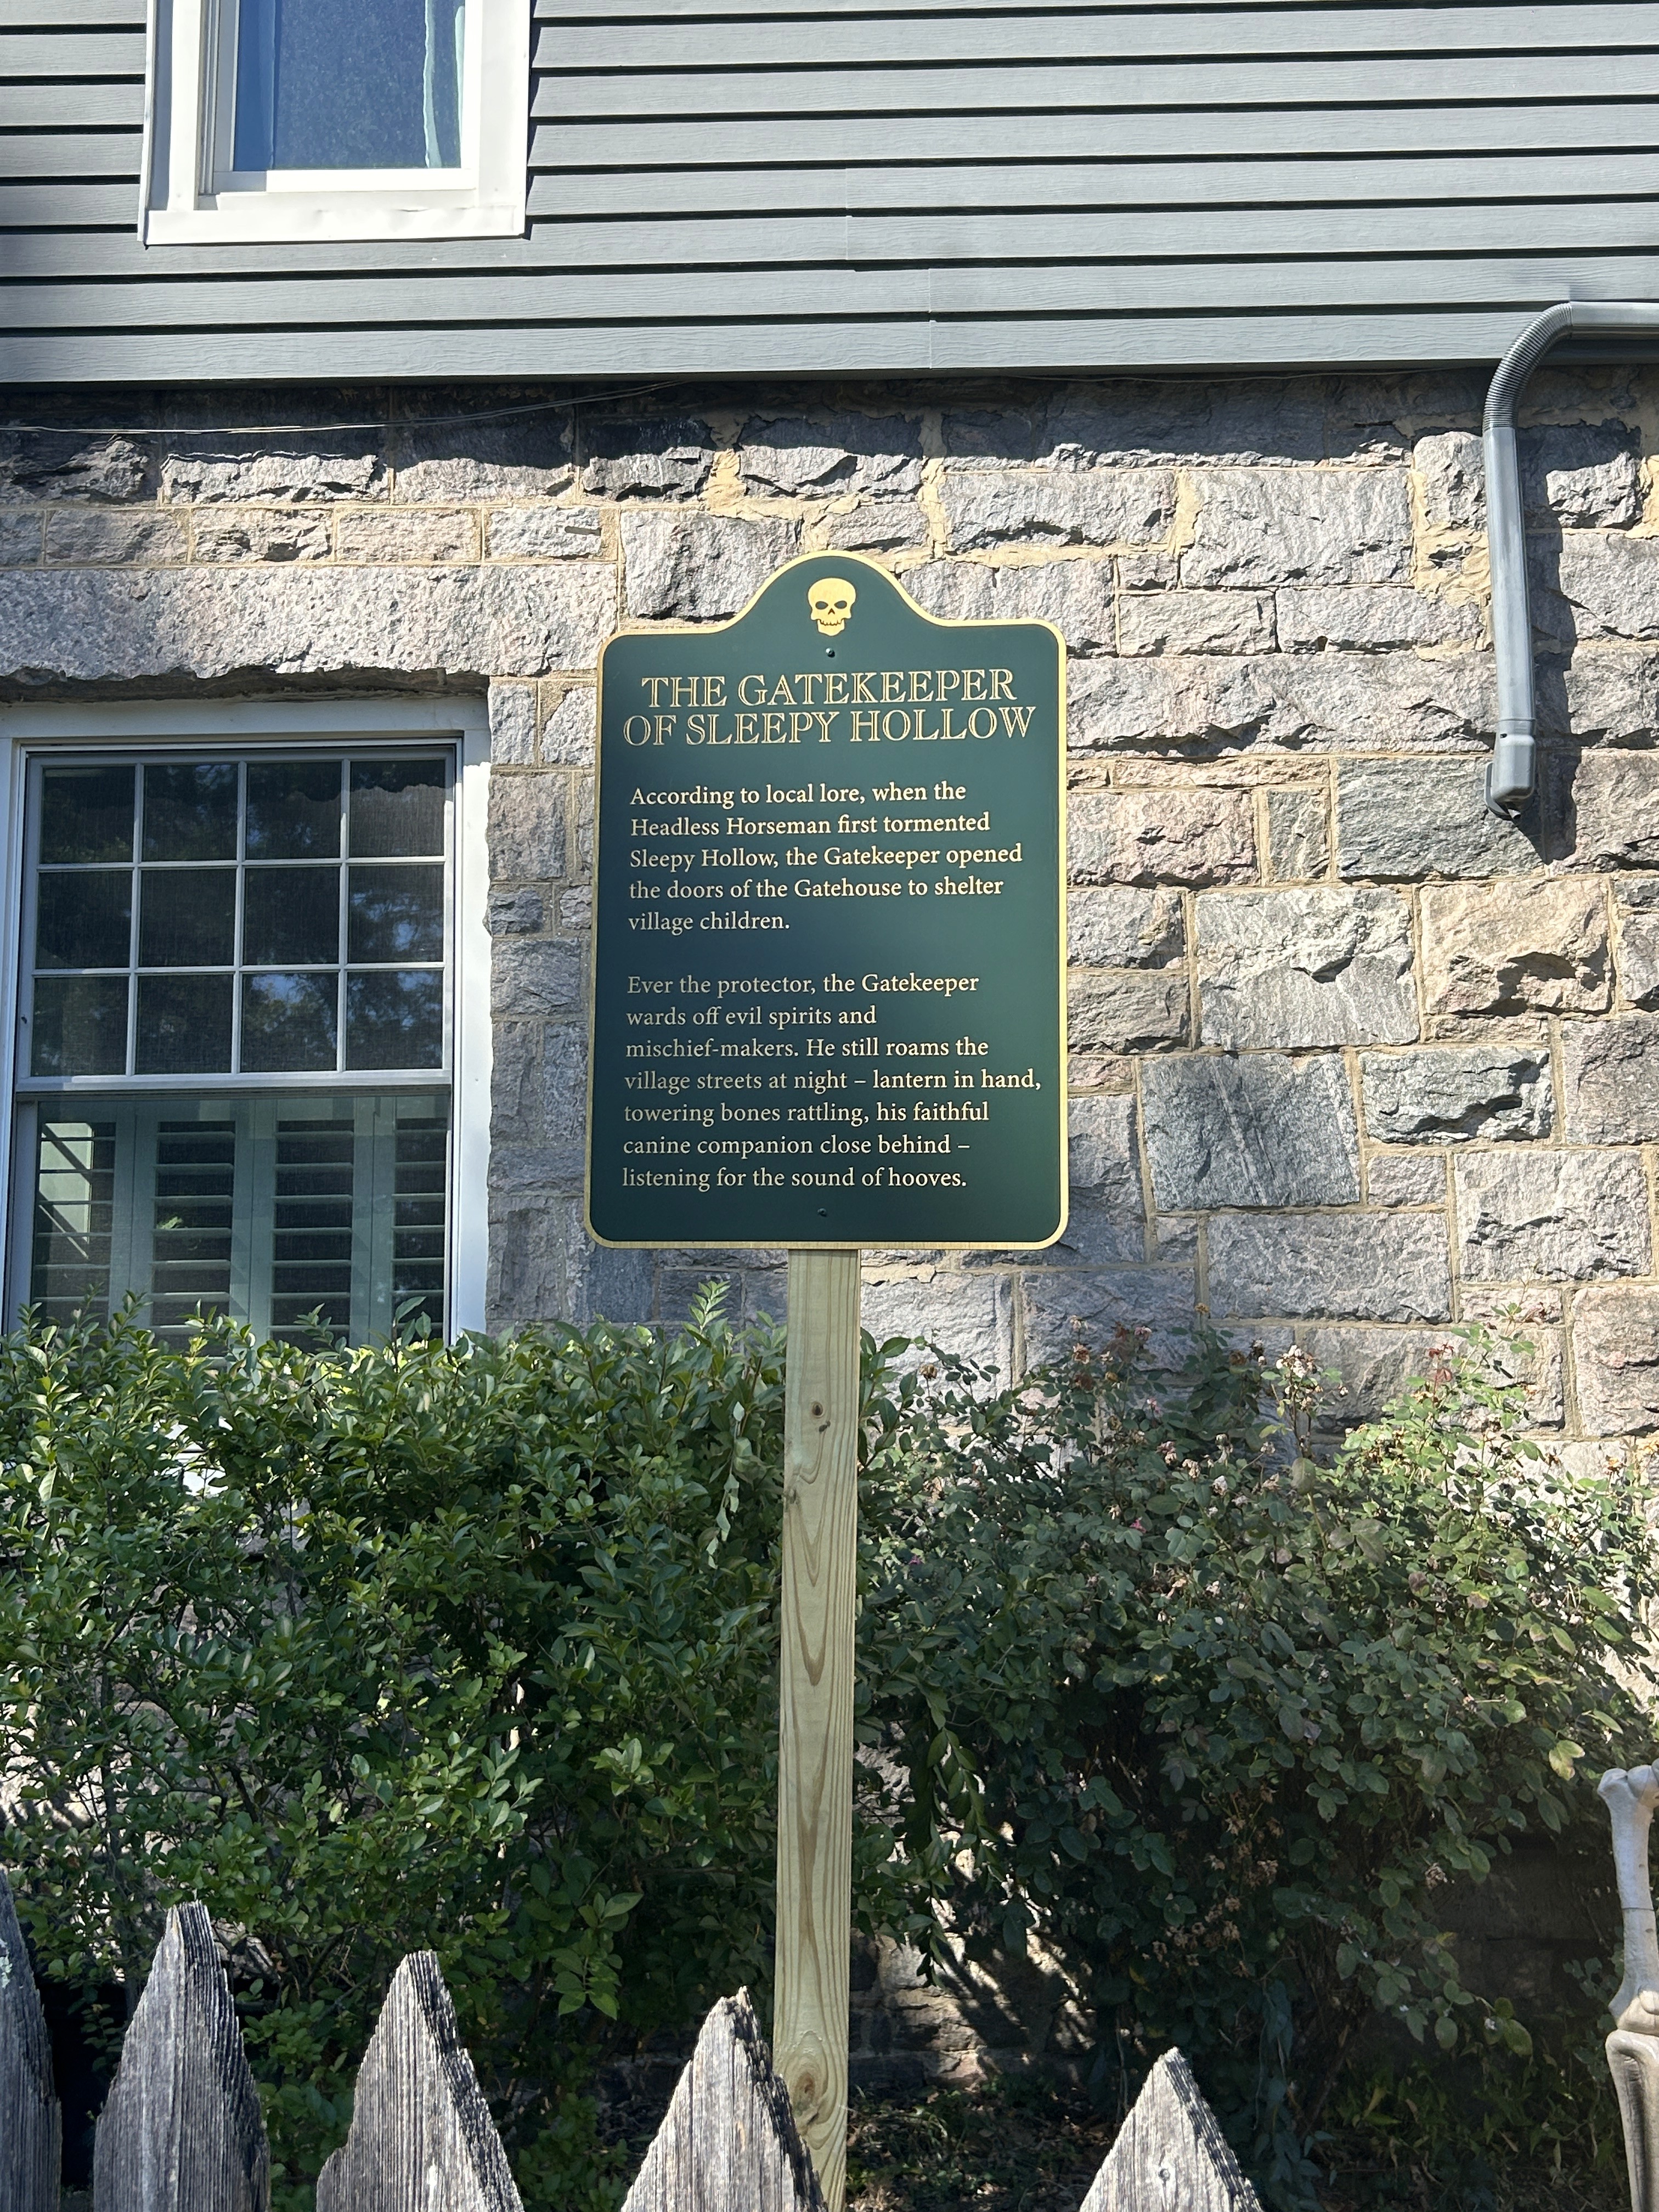 THE GATEKEEPER
OF SLEEPY HOLLOW
According to local lore, when the
Headless Horseman first tormented
Sleepy Hollow, the Gatekeeper opened
the doors of the Gatehouse to shelter
village children.
Ever the protector, the Gatekeeper
wards off evil spirits and
mischief-makers. He still roams the
village streets at night – lantern in hand,
towering bones rattling, his faithful
canine companion close behind –
listening for the sound of hooves.